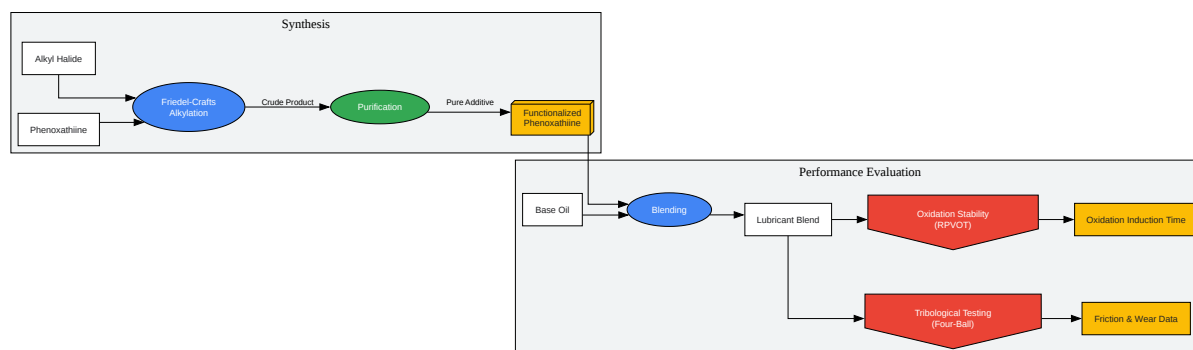 Synthesis
Alkyl Halide
Phenoxathiine
Friedel-Crafts
Alkylation
Crude Product
Purification
Pure Additive
Functionalized
Phenoxathiine
Performance Evaluation
Base Oil
Blending
Lubricant Blend
Oxidation Stability
(RPVOT)
Oxidation Induction Time
Tribological Testing
(Four-Ball)
Friction & Wear Data